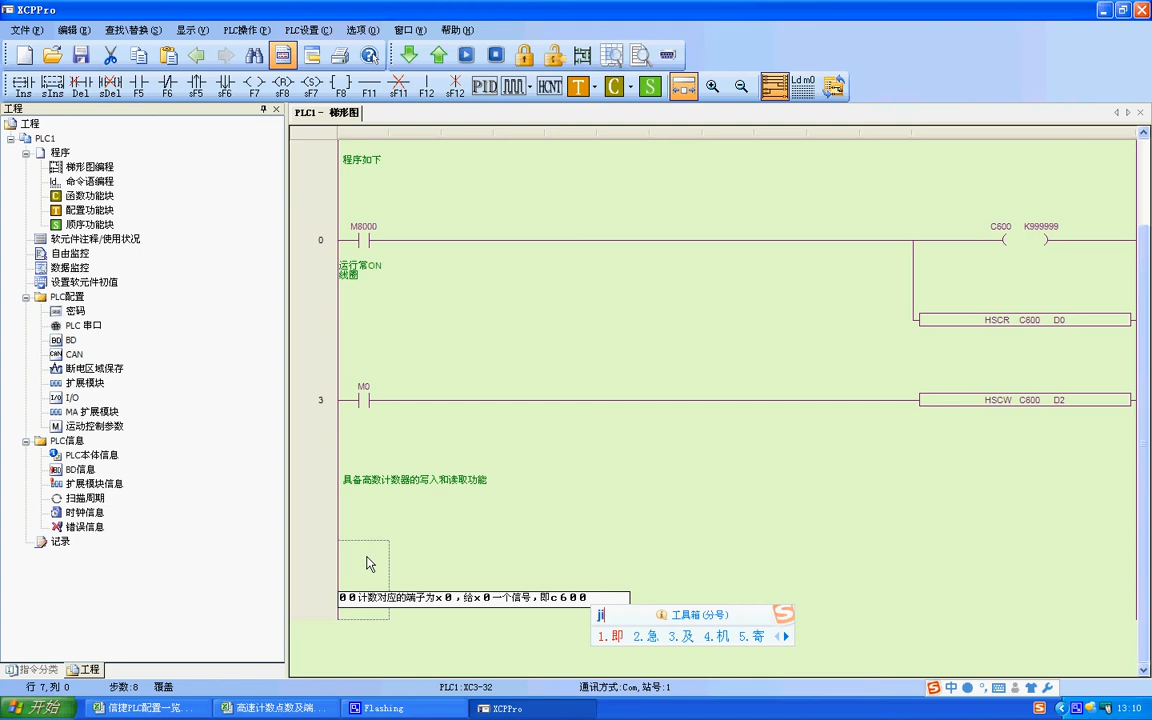 XCPPro
文件(F) 编辑(E) 查找\替换(S) 显示(V) PLC操作(P) PLC设置(C) 选项(O) 窗口(W) 帮助(H)
Ins sIns Del sDel F5 F6 sF5 sF6 F7 sF8 sF7 F8 F11 sF11 F12 sF12 PID HCNT T C S Ld m0
工程
PLC1 - 梯形图
工程
PLC1
程序
梯形图编程
命令语编程
函数功能块
配置功能块
顺序功能块
软元件注释/使用状况
自由监控
数据监控
设置软元件初值
PLC配置
密码
PLC 串口
BD
CAN
断电区域保存
扩展模块
I/O
MA 扩展模块
运动控制参数
PLC信息
PLC本体信息
BD信息
扩展模块信息
扫描周期
时钟信息
错误信息
记录
程序如下
M8000 C600 K999999
0
运行常ON
线圈
HSCR C600 D0
M0
3 HSCW C600 D2
具备高数计数器的写入和读取功能
00计数对应的端子为x0，给x0一个信号，即c600
ji 工具箱(分号)
1.即 2.急 3.及 4.机 5.寄
指令分类 工程
行 7,列 0 步数:8 覆盖 PLC1:XC3-32 通讯方式:Com,站号:1
中
开始 信捷PLC配置一览... 高速计数点数及端... Flashing XCPPro 13:10